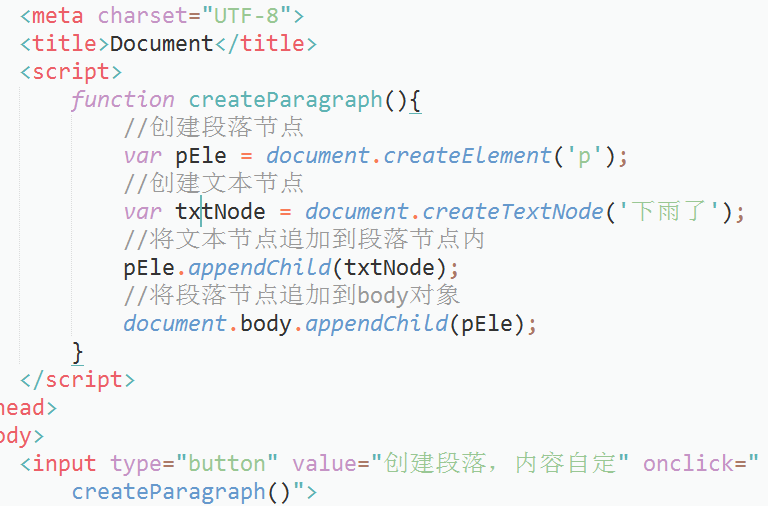 <meta charset="UTF-8">
<title>Document</title>
<script>
function createParagraph(){
//创建段落节点
var pEle = document.createElement('p');
//创建文本节点
var txtNode = document.createTextNode('下雨了');
//将文本节点追加到段落节点内
pEle.appendChild(txtNode);
//将段落节点追加到body对象
document.body.appendChild(pEle);
}
</script>
head>
ody>
<input type="button" value="创建段落，内容自定" onclick="
createParagraph()">